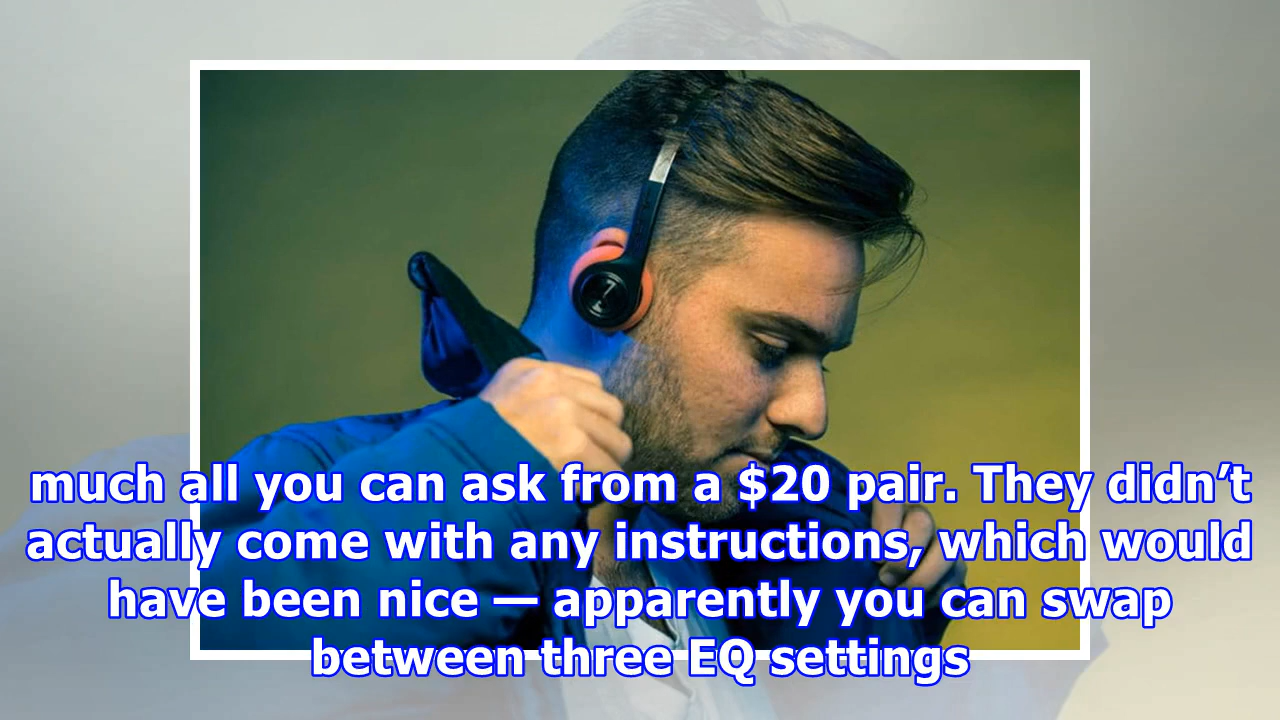 much all you can ask from a $20 pair. They didn’t
actually come with any instructions, which would
have been nice — apparently you can swap
between three EQ settings